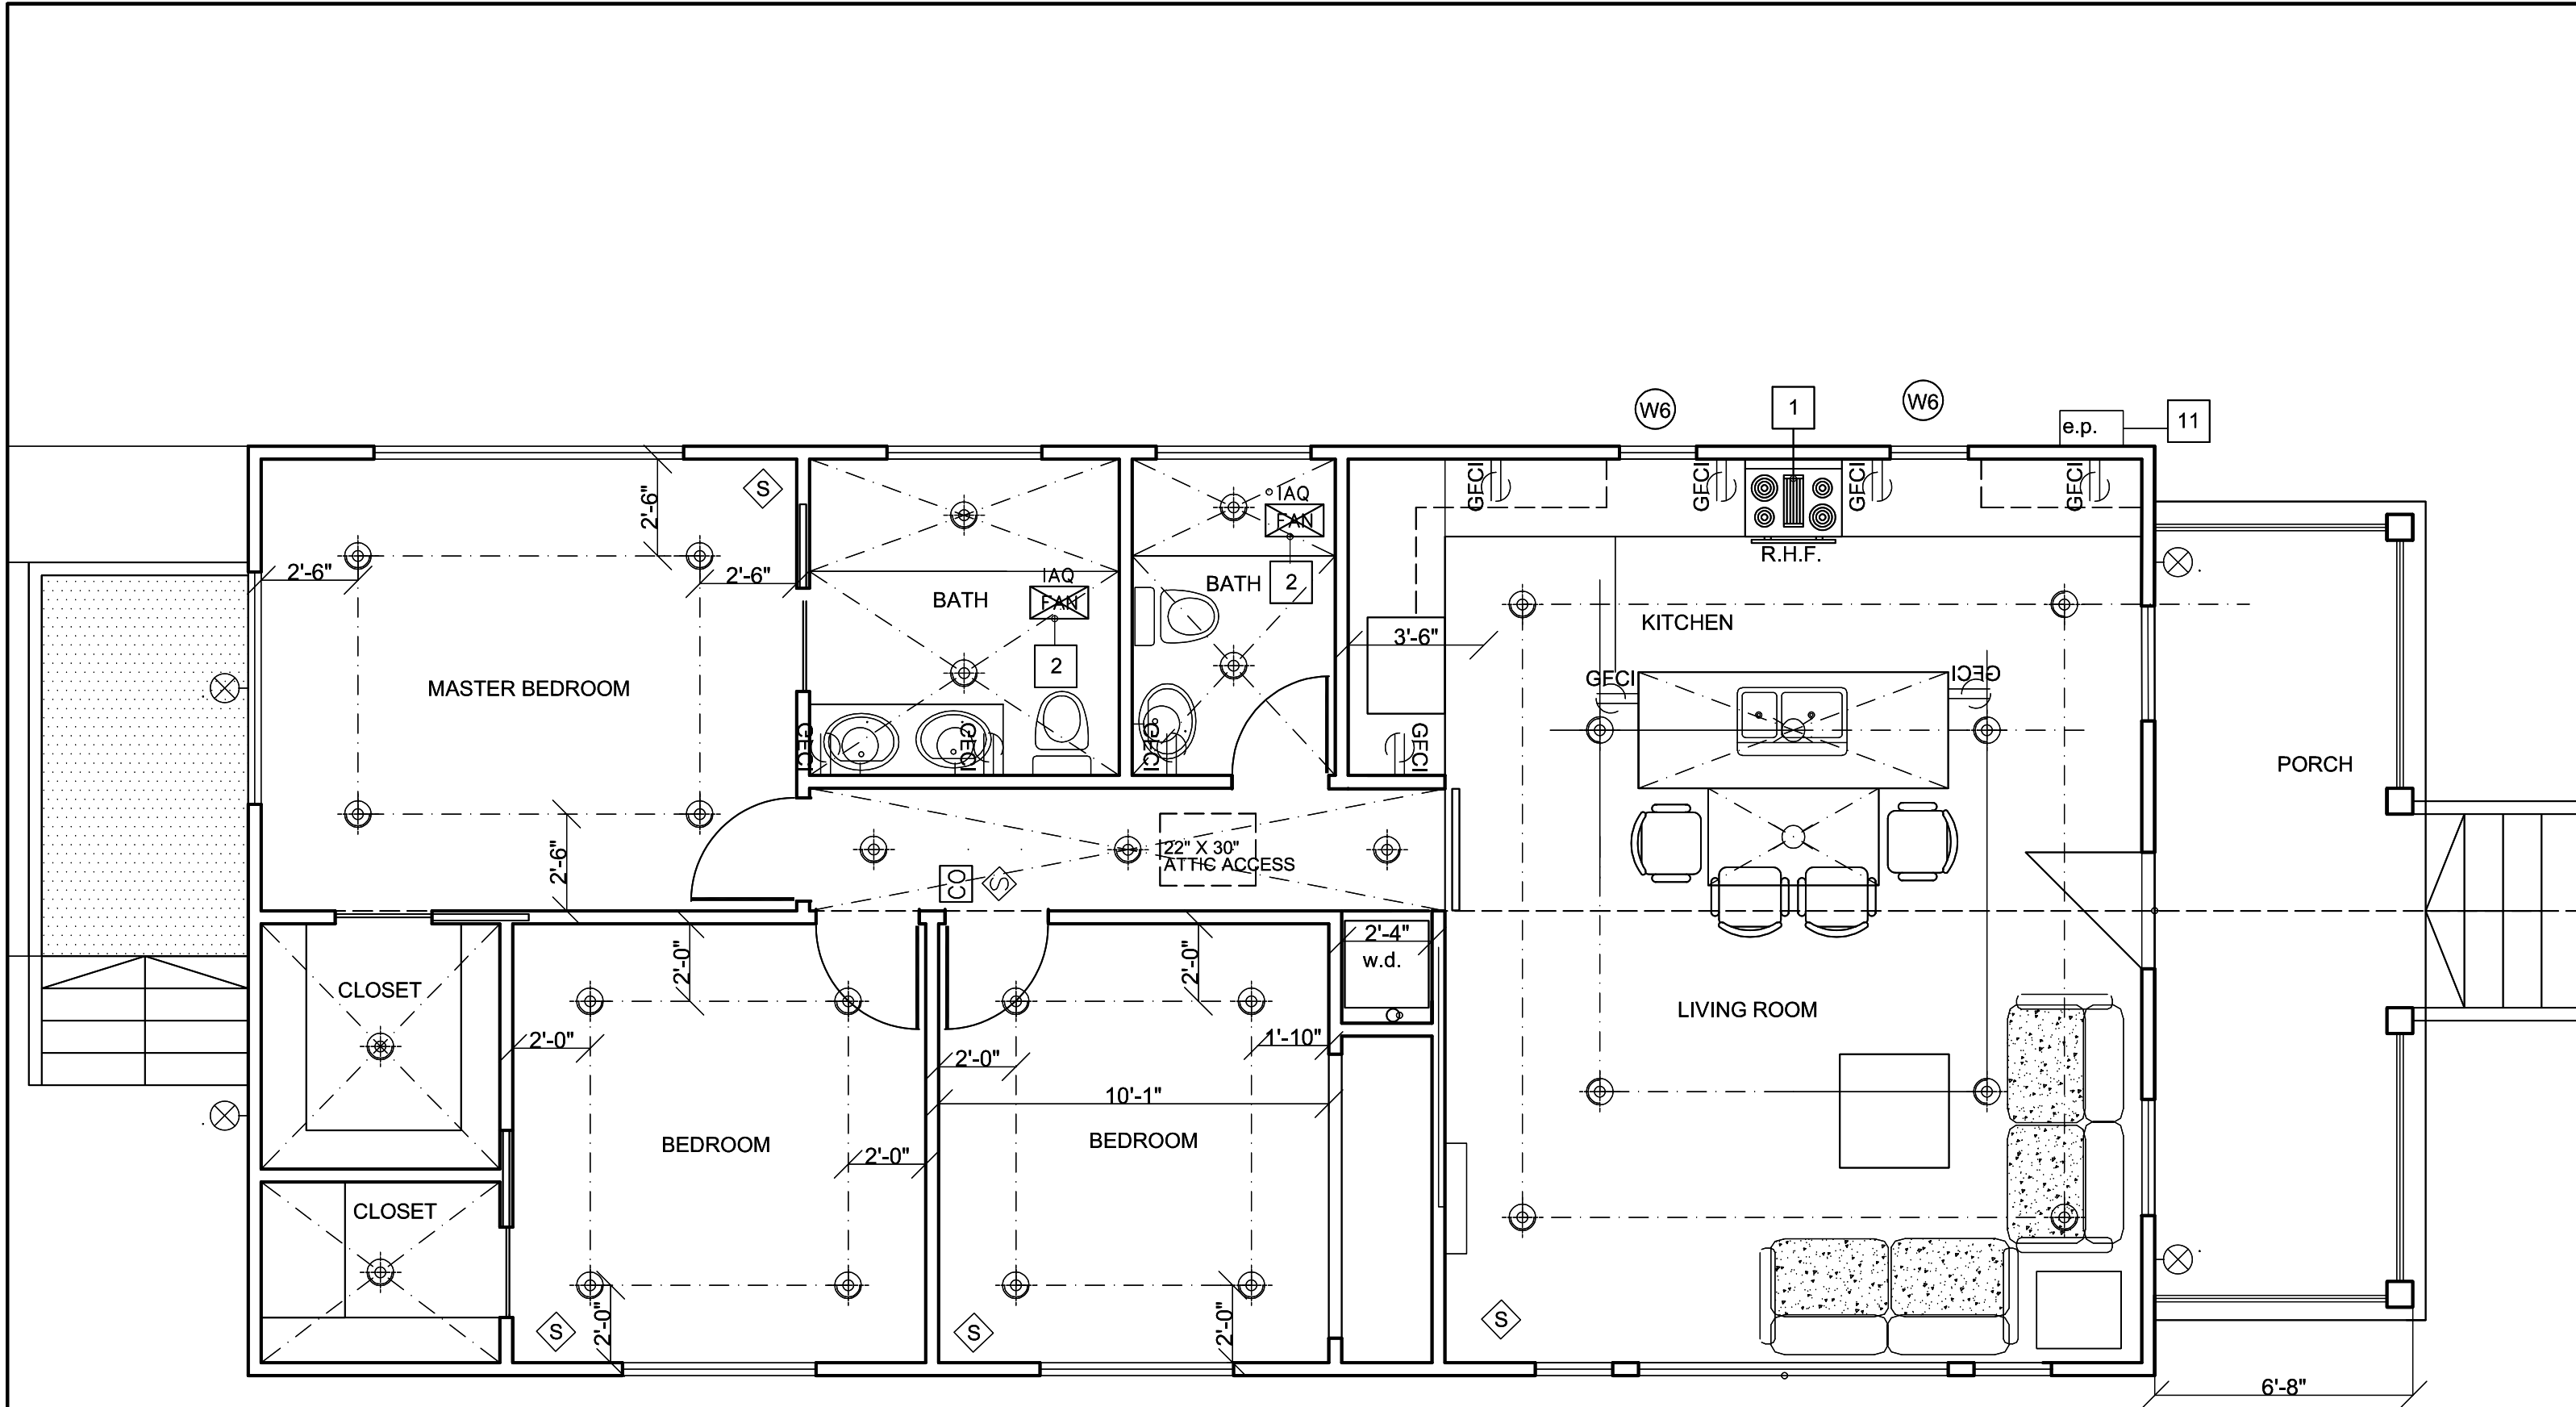 W6
1
W6
e.p.
11
S
2'-6"
IAQ
FAN
GFCI
GFCI
GFCI
GFCI
R.H.F.
2'-6"
2'-6"
IAQ
FAN
BATH
BATH
2
2
KITCHEN
3'-6"
MASTER BEDROOM
GFCI
GFCI
GFCI
GFCI
GFCI
GFCI
PORCH
2'-6"
22" X 30"
ATTIC ACCESS
CO
S
2'-0"
2'-0"
2'-4"
w.d.
CLOSET
LIVING ROOM
2'-0"
2'-0"
1'-10"
10'-1"
BEDROOM
BEDROOM
2'-0"
CLOSET
S
2'-0"
S
2'-0"
S
6'-8"